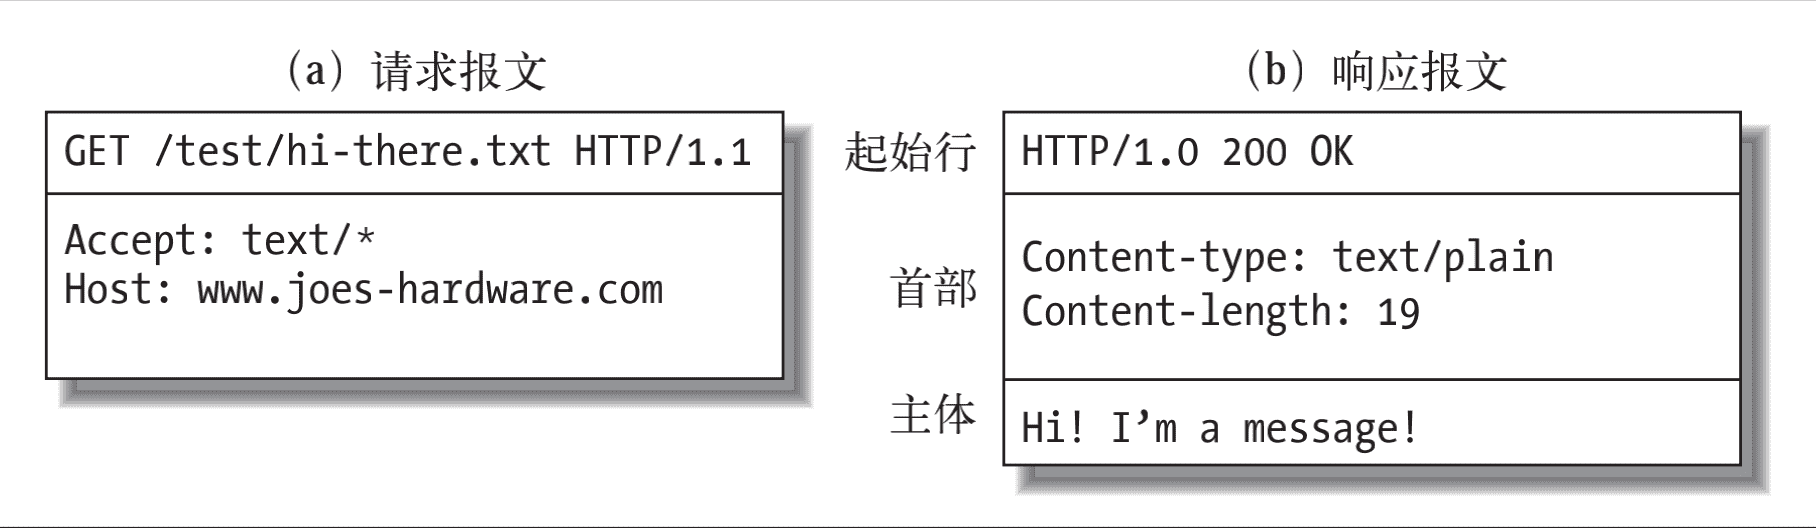 （a）请求报文
GET /test/hi-there.txt HTTP/1.1
Accept: text/*
Host: www.joes-hardware.com
起始行
首部
主体
（b）响应报文
HTTP/1.0 200 OK
Content-type: text/plain
Content-length: 19
Hi! I’m a message!